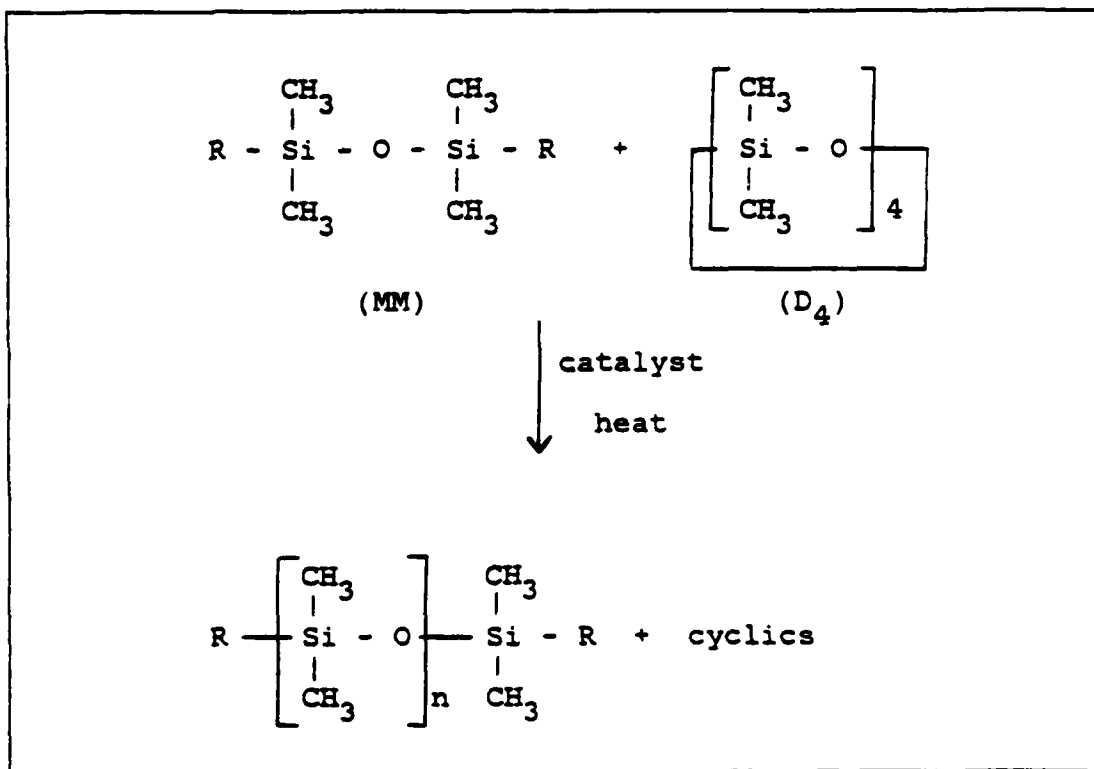 CH3 CH3 CH3
R - Si - O - Si - R + Si - O
CH3 CH3 CH3 4
(MM) (D4)
catalyst
heat
CH3 CH3
R Si - O Si - R + cyclics
CH3 n CH3